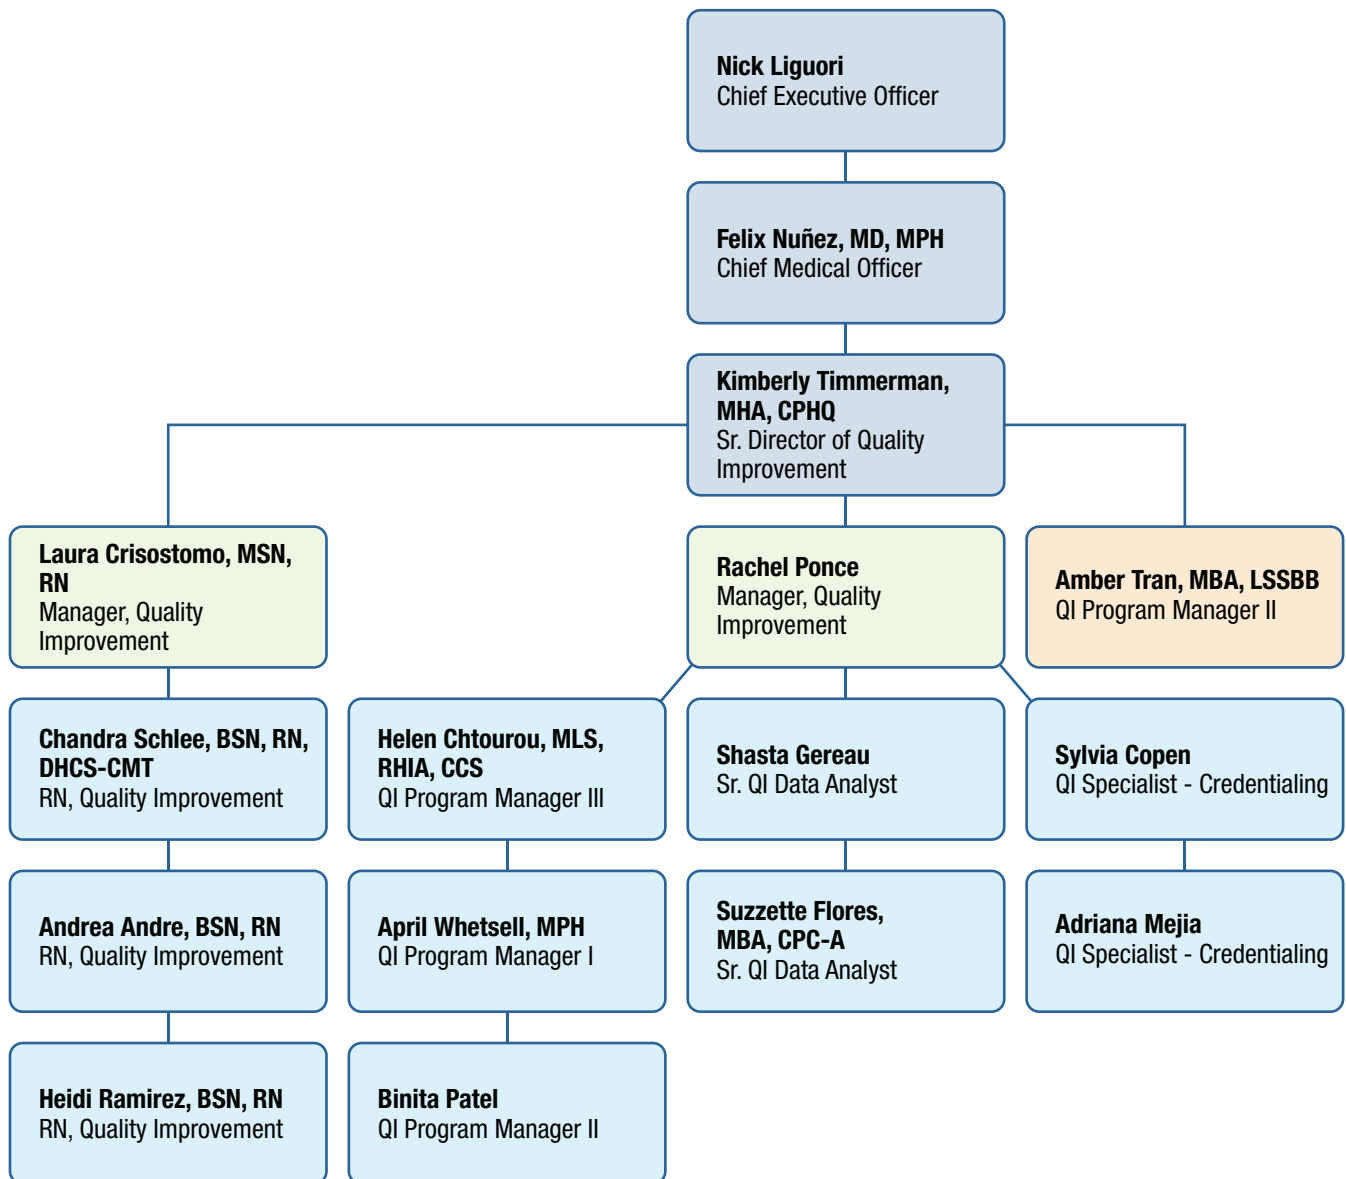 Nick Liguori
Chief Executive Officer
Felix Nuñez, MD, MPH
Chief Medical Officer
Kimberly Timmerman,
MHA, CPHQ
Sr. Director of Quality
Improvement
Laura Crisostomo, MSN,
RN
Manager, Quality
Improvement
Rachel Ponce
Manager, Quality
Improvement
Amber Tran, MBA, LSSBB
QI Program Manager II
Chandra Schlee, BSN, RN,
DHCS-CMT
RN, Quality Improvement
Helen Chtourou, MLS,
RHIA, CCS
QI Program Manager III
Shasta Gereau
Sr. QI Data Analyst
Sylvia Copen
QI Specialist - Credentialing
Andrea Andre, BSN, RN
RN, Quality Improvement
April Whetsell, MPH
QI Program Manager I
Suzzette Flores,
MBA, CPC-A
Sr. QI Data Analyst
Adriana Mejia
QI Specialist - Credentialing
Heidi Ramirez, BSN, RN
RN, Quality Improvement
Binita Patel
QI Program Manager II